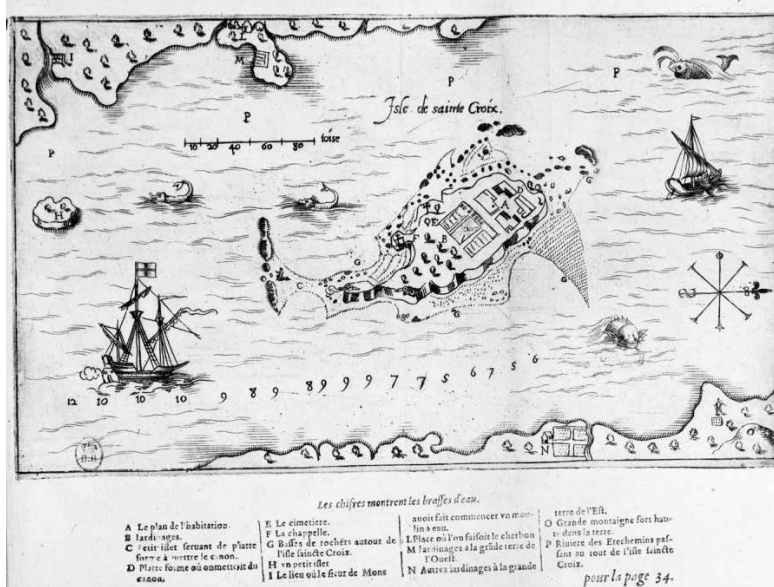 P
P
I
L
M
P
P
Isle de sainte Croix.
10 20 40 60 80 toise
H
A
B
C
G
G
G
G
12 10 10 10 9 8 9 8 9 9 9 7 7 5 6 7 5 6
N
K
Les chifres montrent les brasses d'eau.
A Le plan de l'habitation.
B Iardinages.
C Petit islet seruant de platte
forme à mettre le canon.
D Platte forme où on mettoit du
canon.
E Le cimetiere.
F La chappelle.
G Basses de rochers autour de
l'isle saincte Croix.
H vn petit islet
I Le lieu où le sieur de Mons
auoit fait commencer vn mou-
lin à eau.
L Place où l'on faisoit le charbon
M Iardinages à la grãde terre de
l'Ouest.
N Autres iardinages à la grande
terre de l'Est.
O Grande montaigne fort hau-
te dans la terre.
P Riuiere des Etechemins pas-
sant au tour de l'isle saincte
Croix.
pour la page 34.